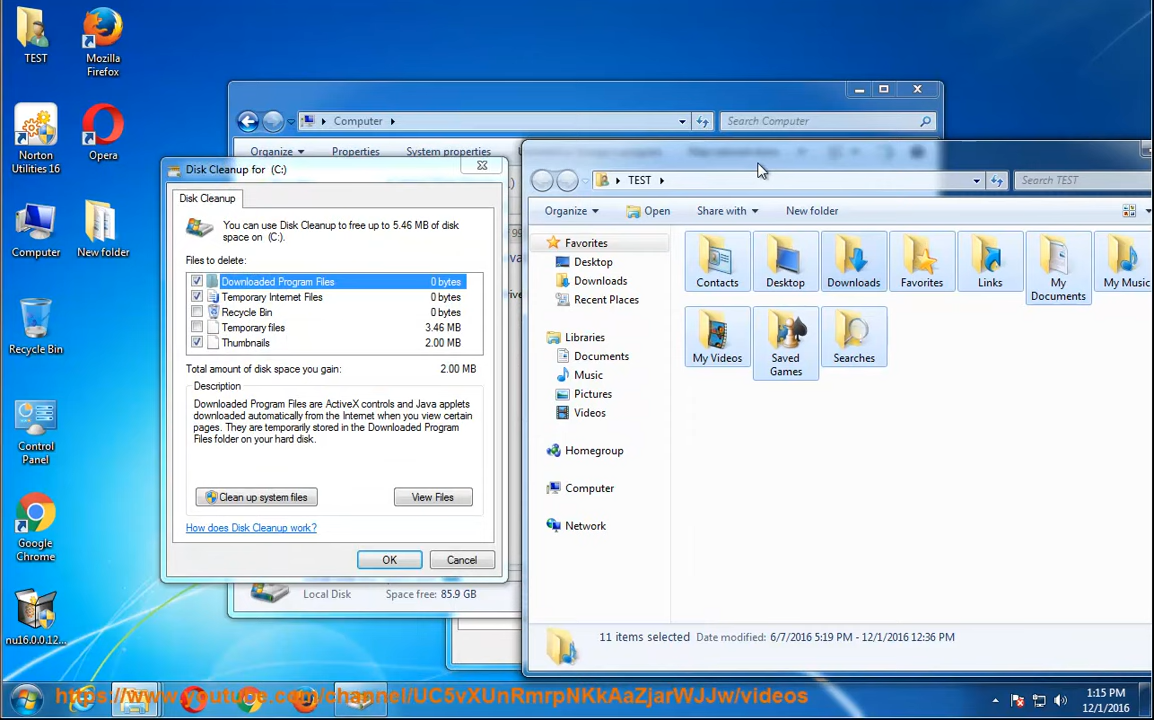 TEST
Mozilla
Firefox
Norton
Utilities 16
Opera
Computer
New folder
Recycle Bin
Control
Panel
Google
Chrome
nu16.0.0.12...
Computer
Search Computer
Organize
Properties
System properties
Disk Cleanup for (C:)
Disk Cleanup
You can use Disk Cleanup to free up to 5.46 MB of disk
space on (C:).
Files to delete:
Downloaded Program Files 0 bytes
Temporary Internet Files 0 bytes
Recycle Bin 0 bytes
Temporary files 3.46 MB
Thumbnails 2.00 MB
Total amount of disk space you gain: 2.00 MB
Description
Downloaded Program Files are ActiveX controls and Java applets
downloaded automatically from the Internet when you view certain
pages. They are temporarily stored in the Downloaded Program
Files folder on your hard disk.
Clean up system files
View Files
How does Disk Cleanup work?
OK
Cancel
Local Disk
Space free: 85.9 GB
TEST
Search TEST
Organize
Open
Share with
New folder
Favorites
Desktop
Downloads
Recent Places
Libraries
Documents
Music
Pictures
Videos
Homegroup
Computer
Network
Contacts
Desktop
Downloads
Favorites
Links
My
Documents
My Music
My Videos
Saved
Games
Searches
11 items selected Date modified: 6/7/2016 5:19 PM - 12/1/2016 12:36 PM
https://www.youtube.com/channel/UC5vXUnRmrpNKkAaZjarWJJw/videos
1:15 PM
12/1/2016